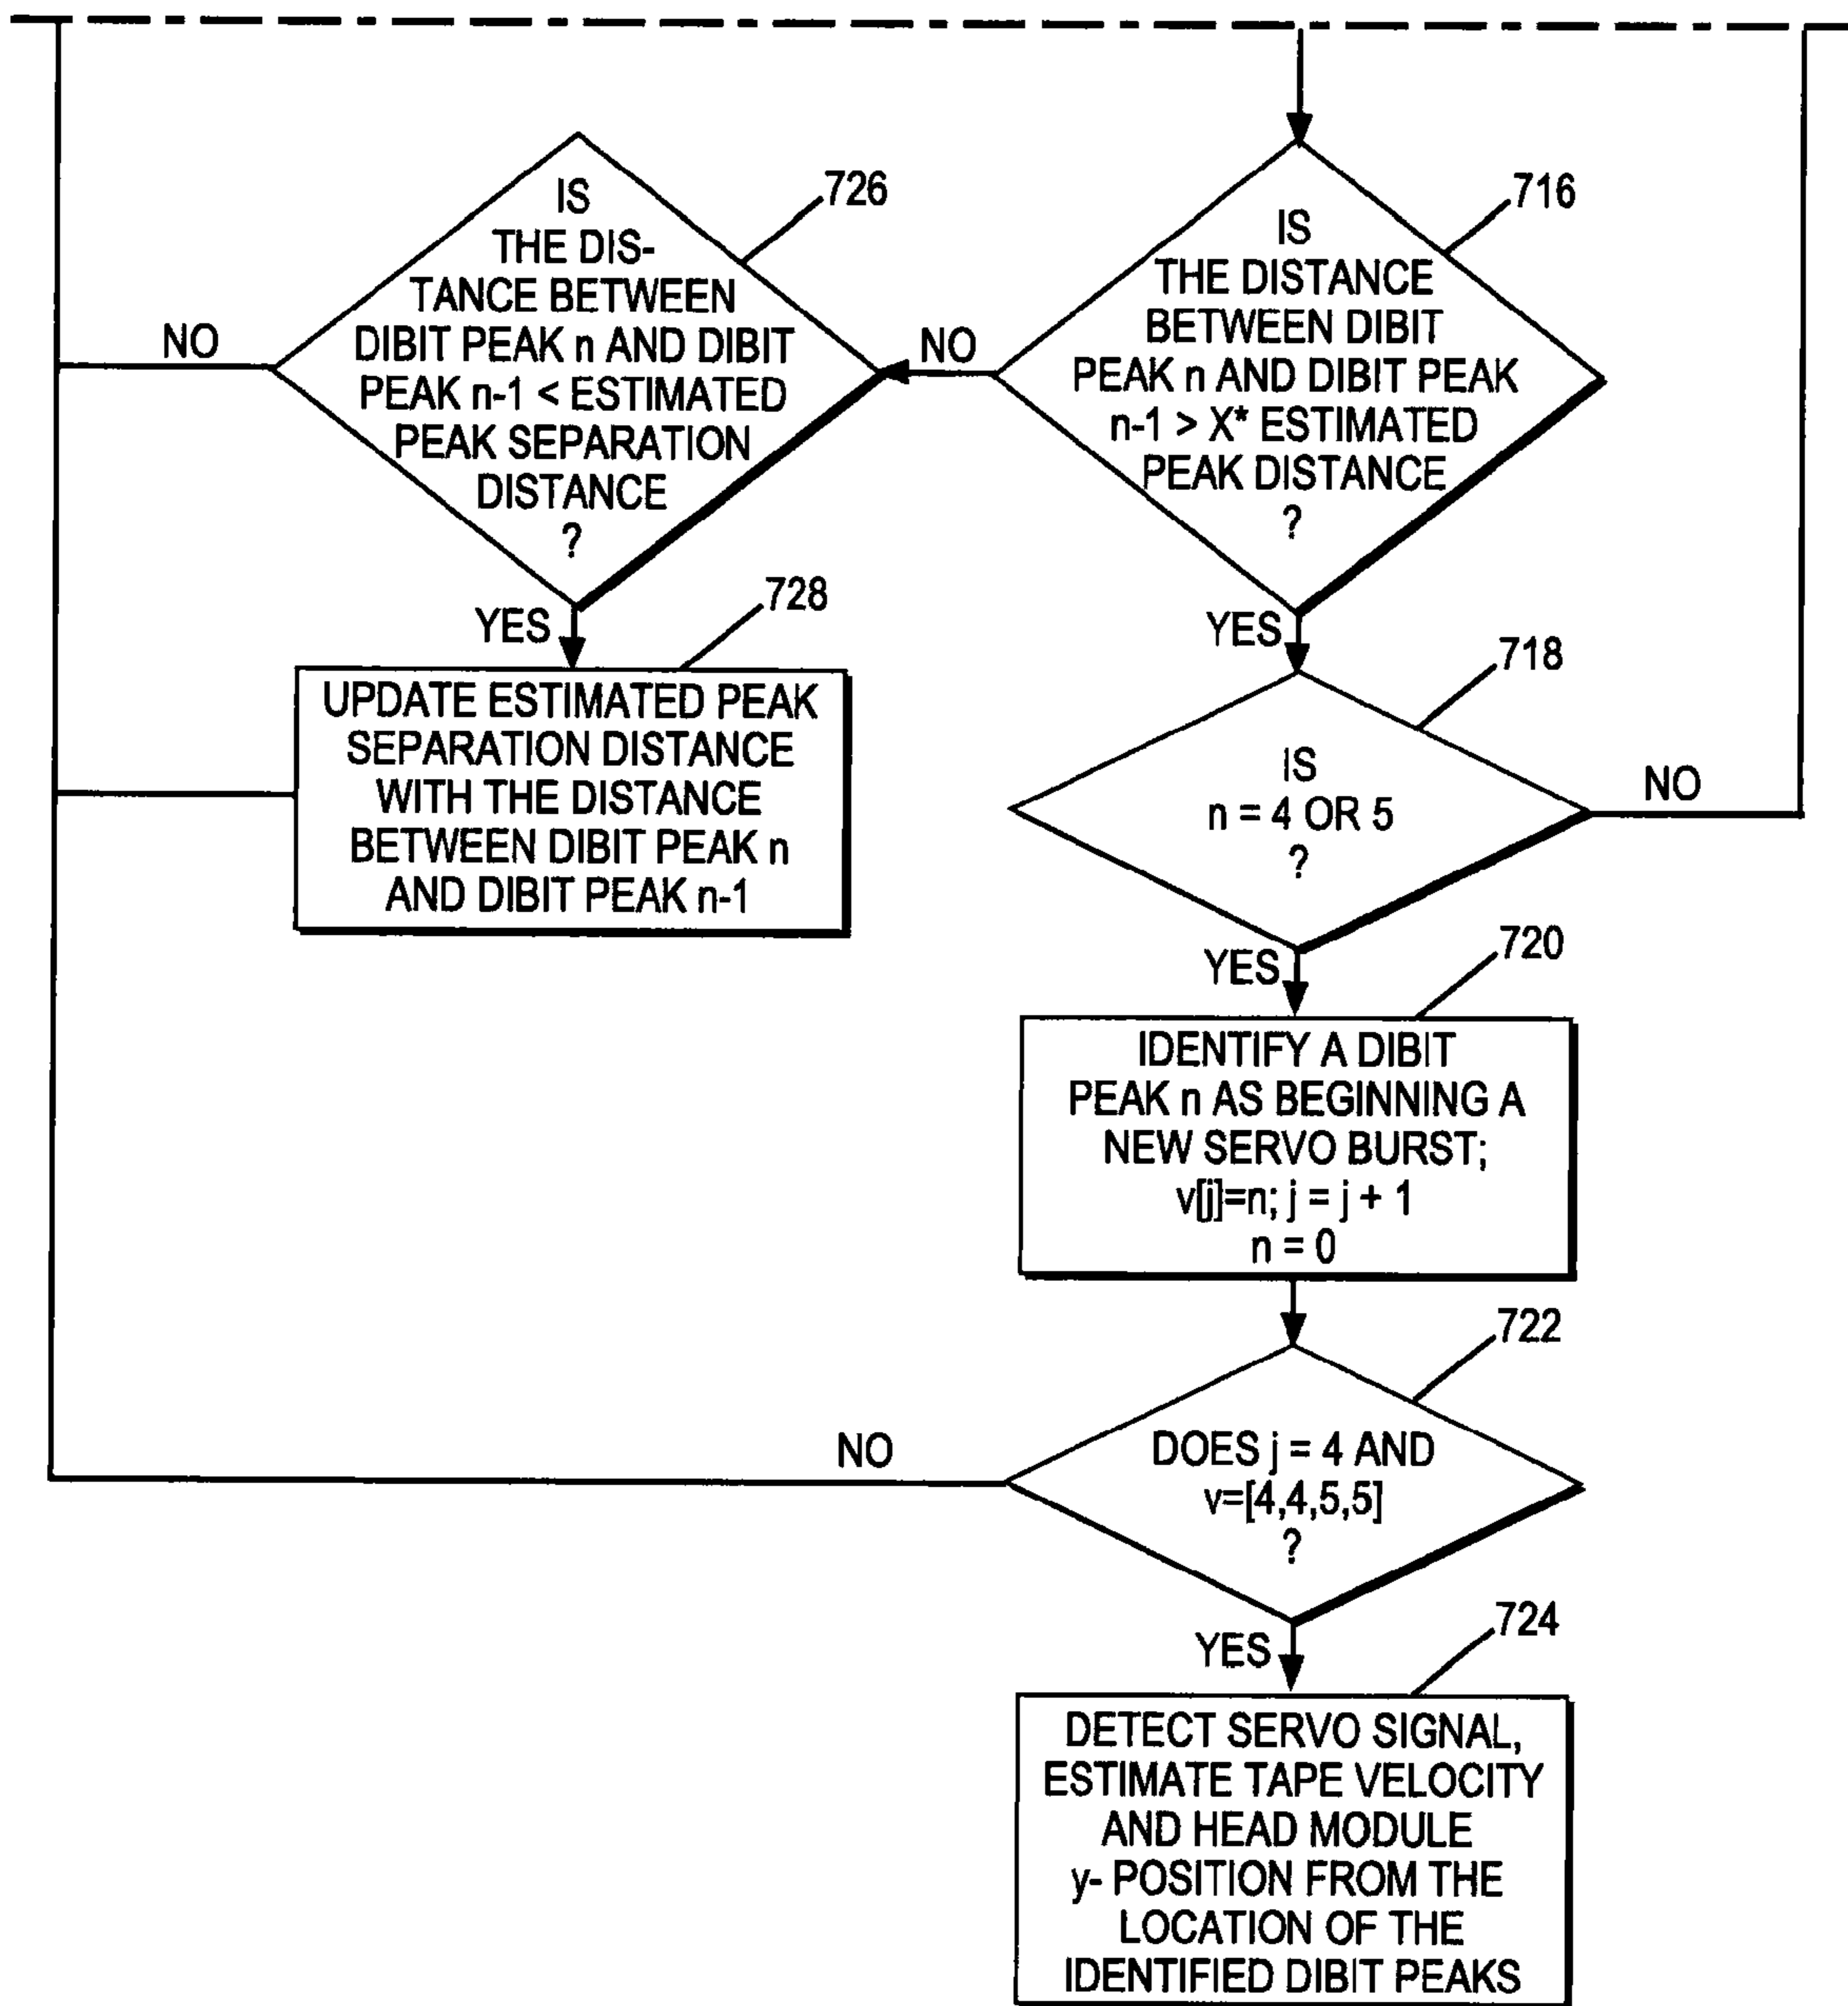 726
IS
THE DIS-
TANCE BETWEEN
DIBIT PEAK n AND DIBIT
PEAK n-1 < ESTIMATED
PEAK SEPARATION
DISTANCE
?
NO
YES
716
IS
THE DISTANCE
BETWEEN DIBIT
PEAK n AND DIBIT PEAK
n-1 > X* ESTIMATED
PEAK DISTANCE
?
NO
YES
728
UPDATE ESTIMATED PEAK
SEPARATION DISTANCE
WITH THE DISTANCE
BETWEEN DIBIT PEAK n
AND DIBIT PEAK n-1
718
IS
n = 4 OR 5
?
NO
YES
720
IDENTIFY A DIBIT
PEAK n AS BEGINNING A
NEW SERVO BURST;
v[j]=n; j = j + 1
n = 0
722
DOES j = 4 AND
v=[4,4,5,5]
?
NO
YES
724
DETECT SERVO SIGNAL,
ESTIMATE TAPE VELOCITY
AND HEAD MODULE
y- POSITION FROM THE
LOCATION OF THE
IDENTIFIED DIBIT PEAKS